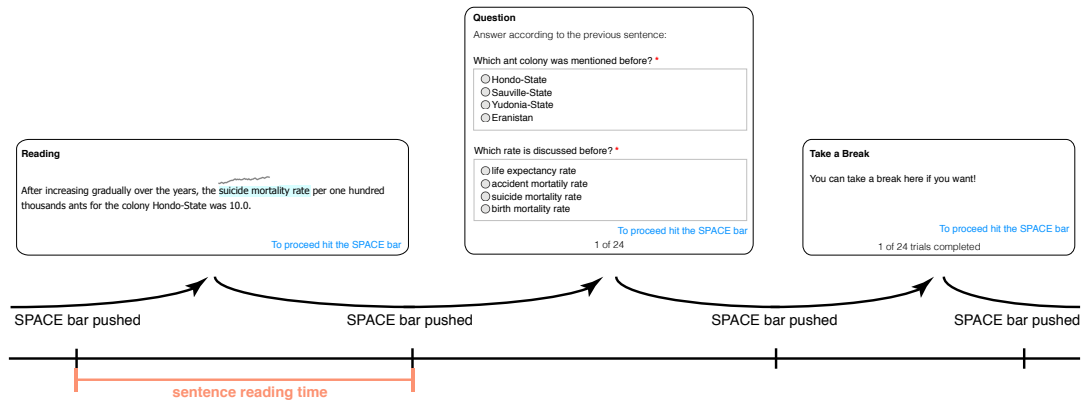 Reading
After increasing gradually over the years, the suicide mortality rate per one hundred
thousands ants for the colony Hondo-State was 10.0.
To proceed hit the SPACE bar
Question
Answer according to the previous sentence:
Which ant colony was mentioned before? *
Hondo-State
Sauville-State
Yudonia-State
Eranistan
Which rate is discussed before? *
life expectancy rate
accident mortatily rate
suicide mortality rate
birth mortality rate
To proceed hit the SPACE bar
1 of 24
Take a Break
You can take a break here if you want!
To proceed hit the SPACE bar
1 of 24 trials completed
SPACE bar pushed
SPACE bar pushed
SPACE bar pushed
SPACE bar pushed
sentence reading time